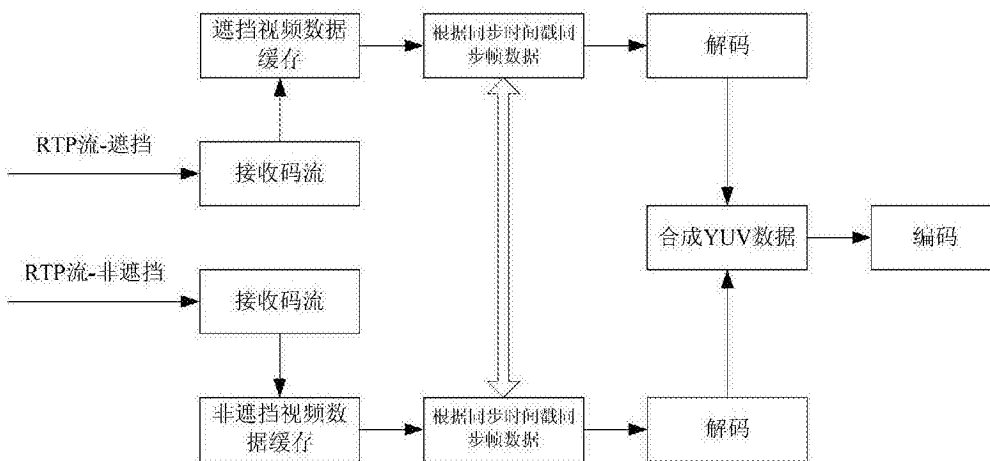 遮挡视频数据
缓存
根据同步时间戳同
步帧数据
解码
RTP流-遮挡
接收码流
合成YUV数据
编码
RTP流-非遮挡
接收码流
非遮挡视频数
据缓存
根据同步时间戳同
步帧数据
解码